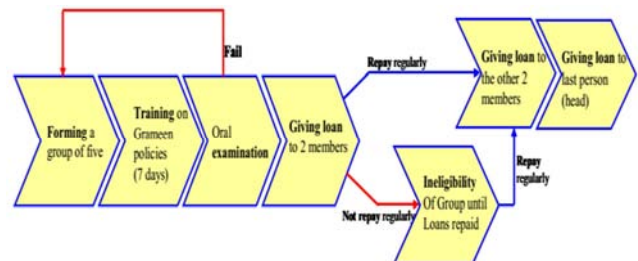 Fail
Forming a
group of five
Training on
Grameen
policies
(7 days)
Oral
examination
Giving loan
to 2 members
Repay regularly
Not repay regularly
Ineligibility
Of Group until
Loans repaid
Repay
regularly
Giving loan to
the other 2
members
Giving loan to
last person
(head)